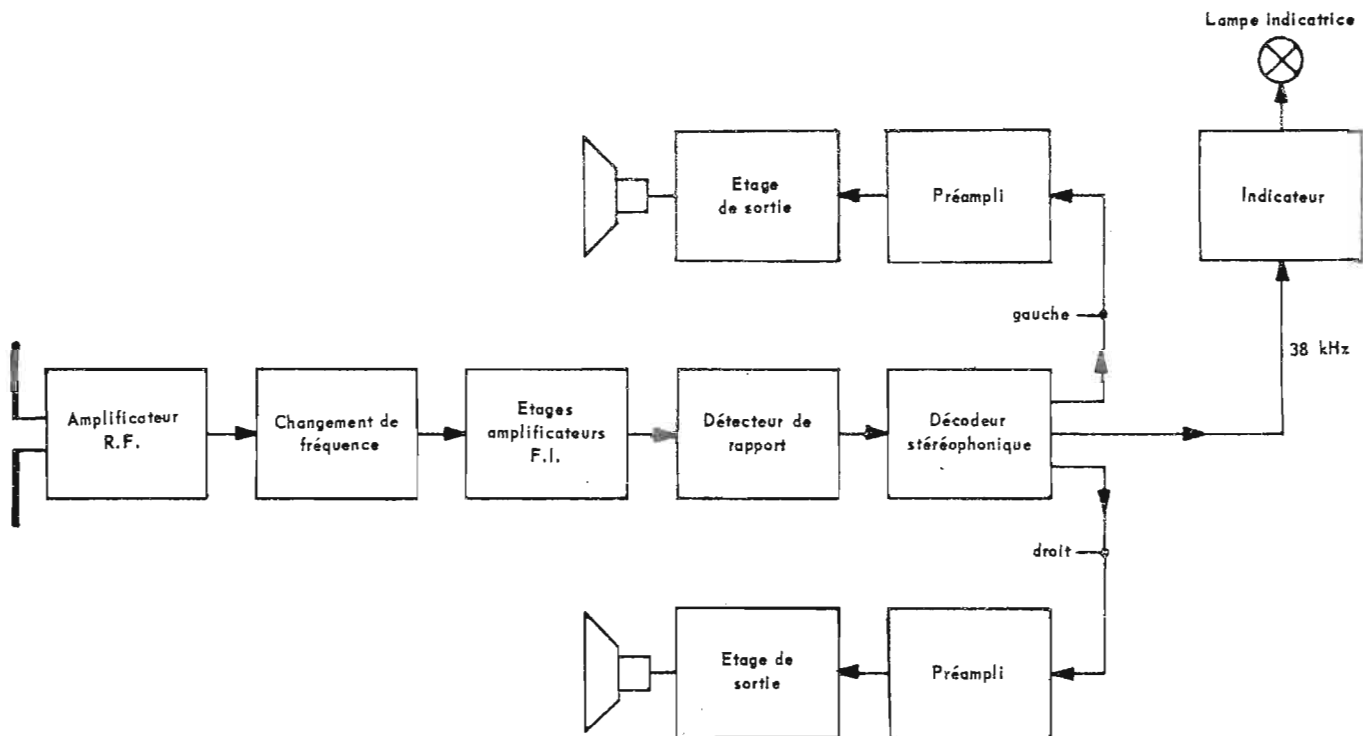 Lampe indicatrice
Etage
de sortie
Préampli
Indicateur
gauche
38 kHz
Amplificateur
R.F.
Changement de
fréquence
Etages
amplificateurs
F.I.
Détecteur de
rapport
Décodeur
stéréophonique
droit
Etage de
sortie
Préampli